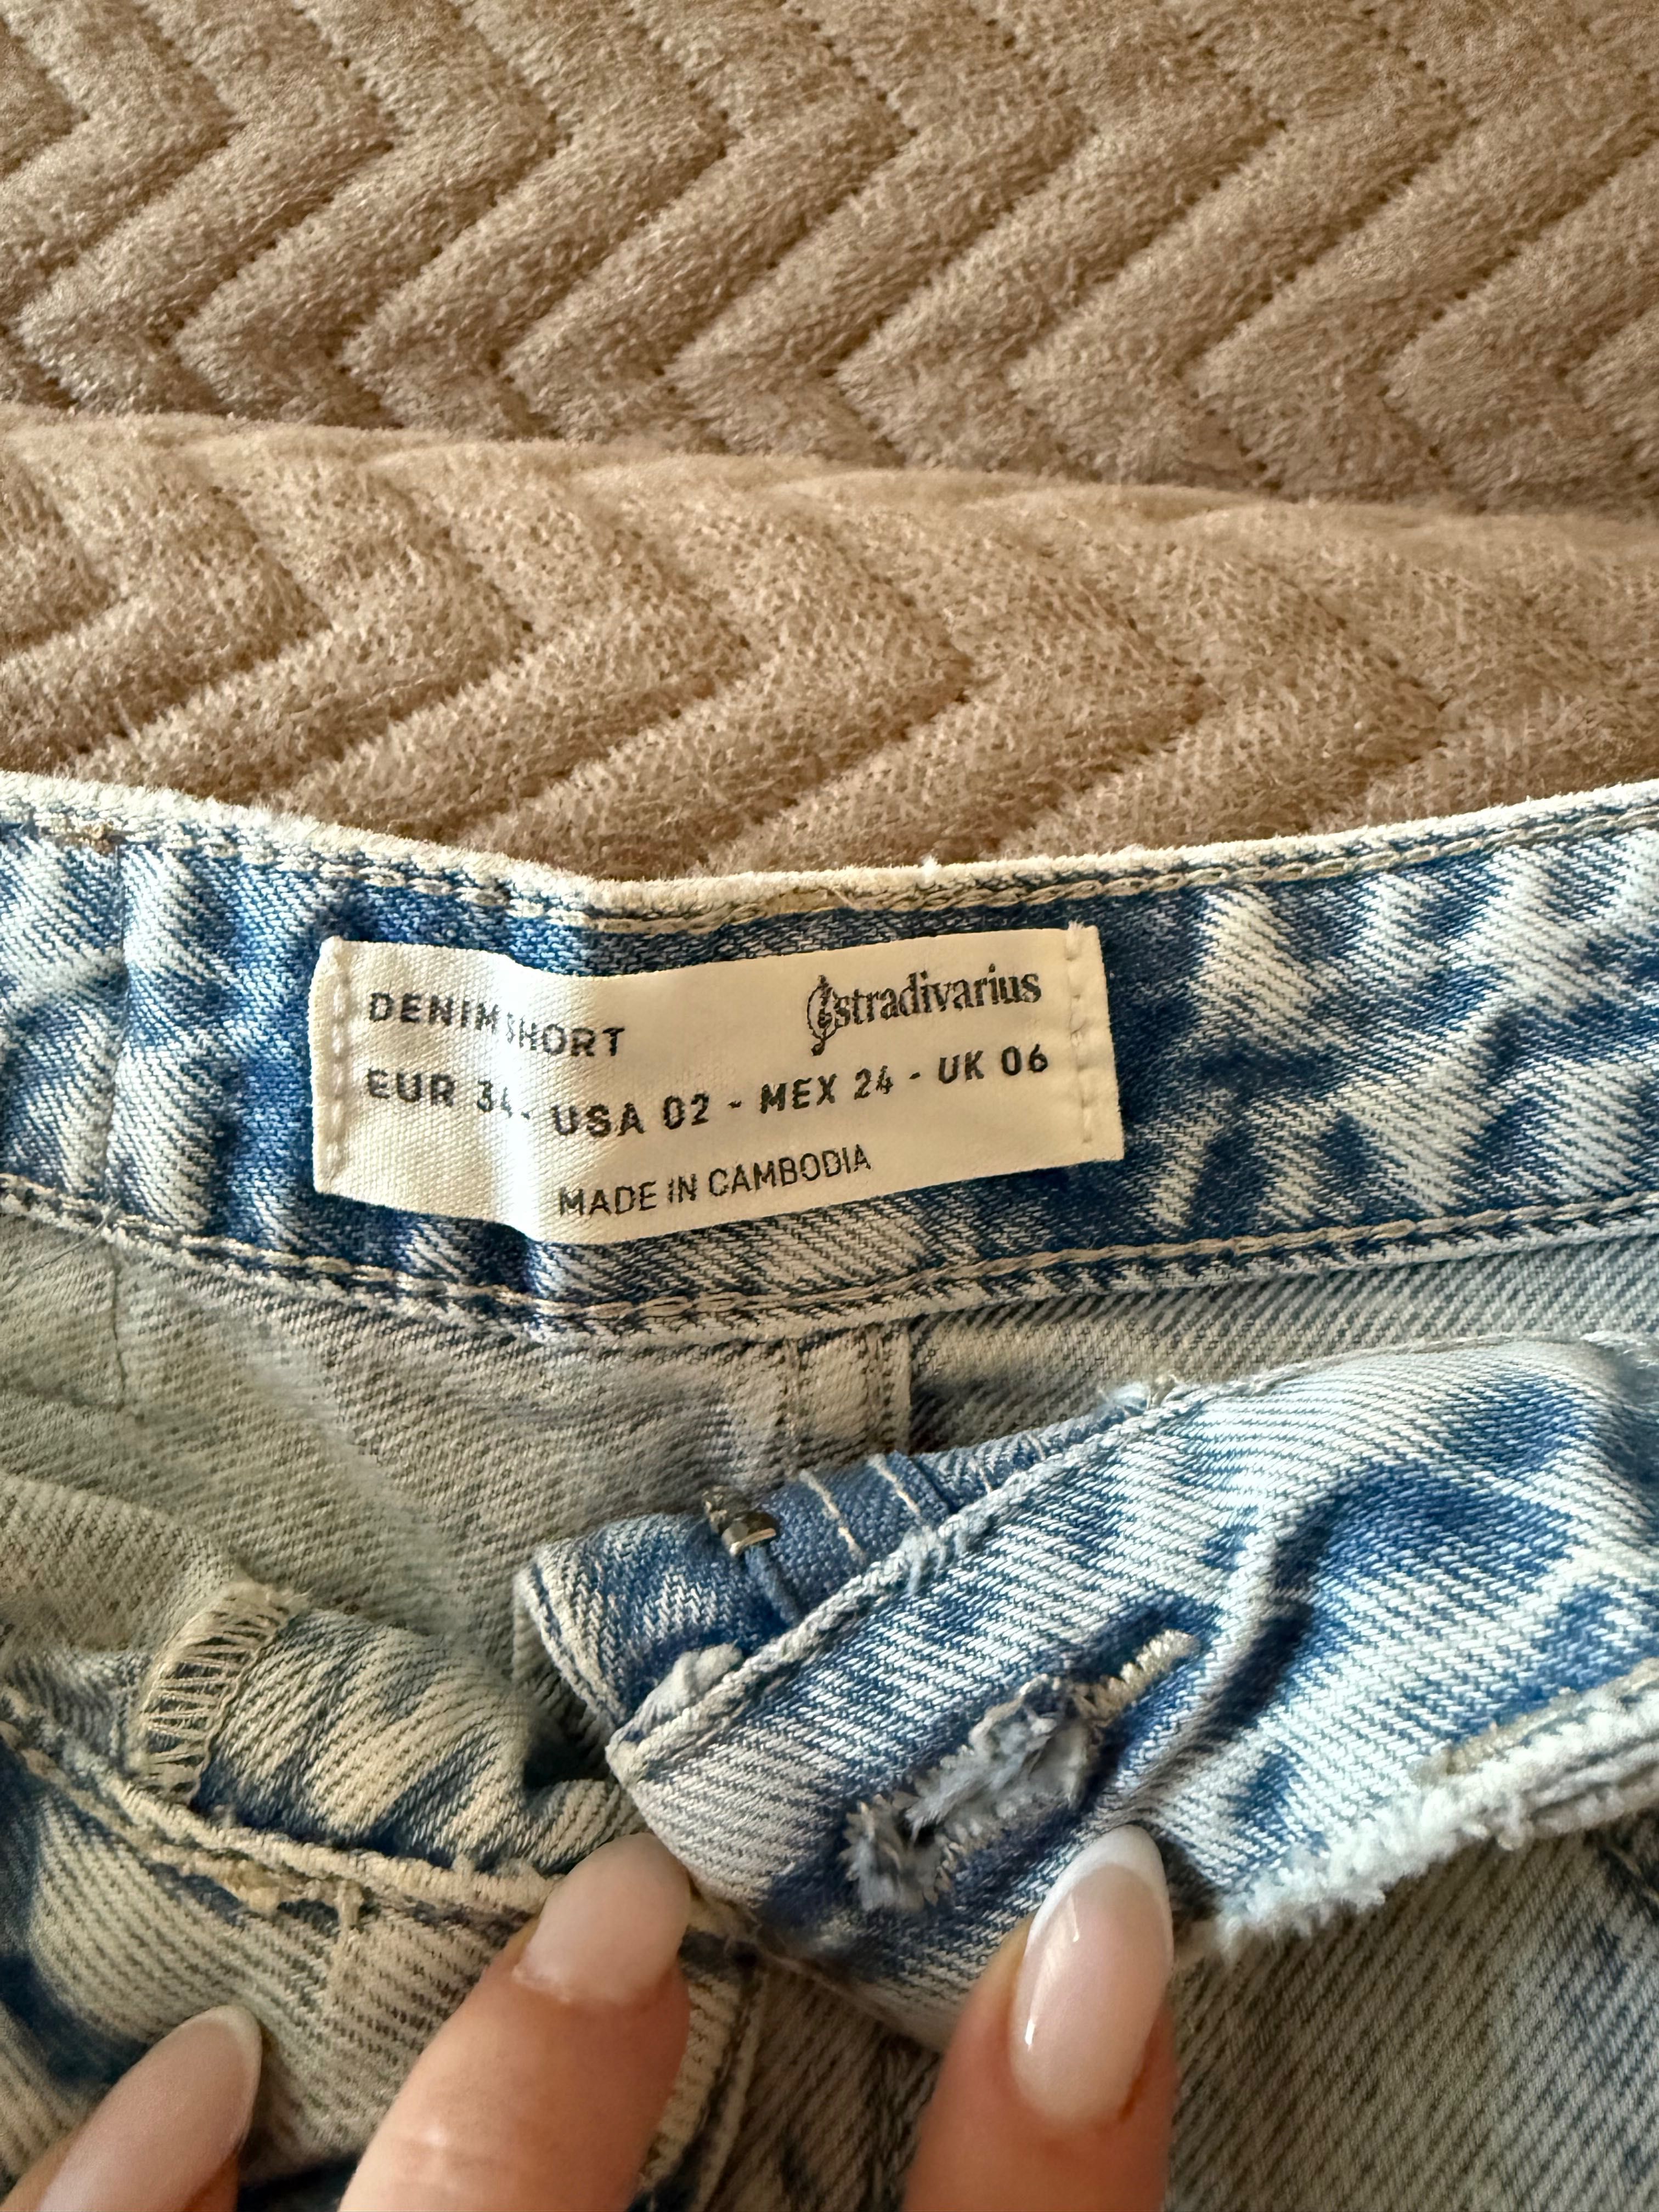 DENIM SHORT
stradivarius
EUR 34 - USA 02 - MEX 24 - UK 06
MADE IN CAMBODIA